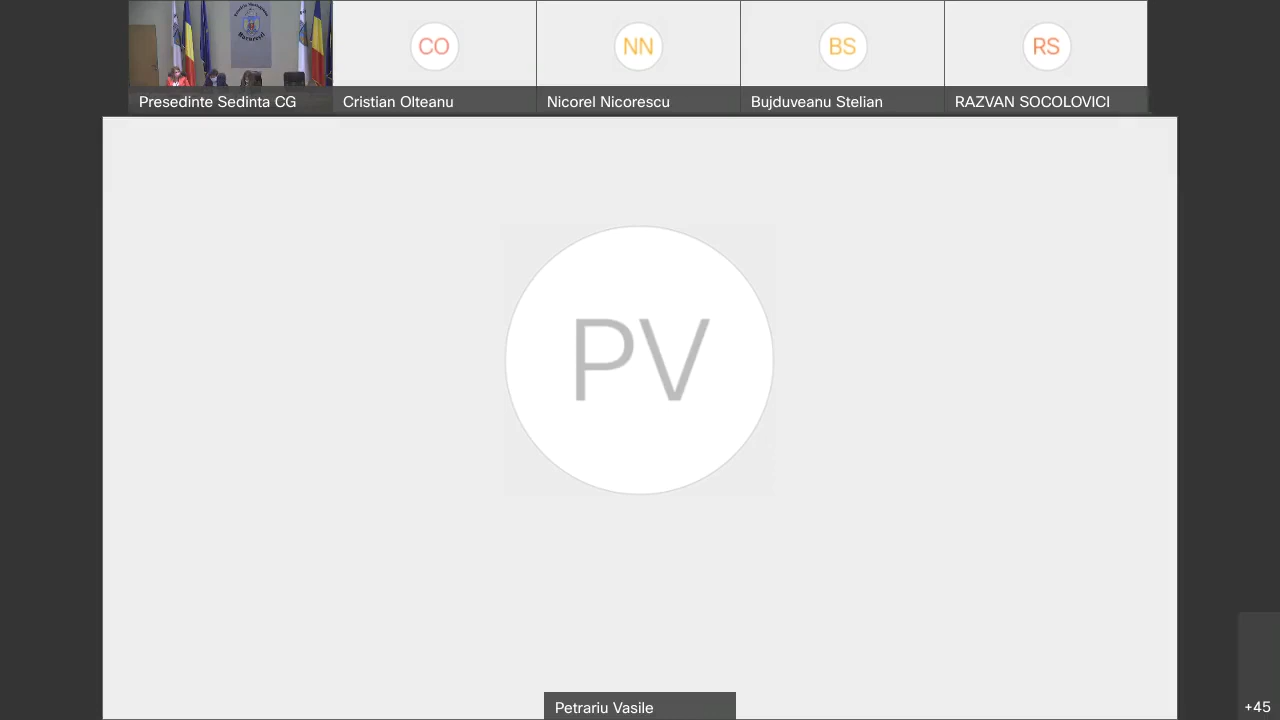 CO
NN
BS
RS
Presedinte Sedinta CG
Cristian Olteanu
Nicorel Nicorescu
Bujduveanu Stelian
RAZVAN SOCOLOVICI
PV
Petrariu Vasile
+45